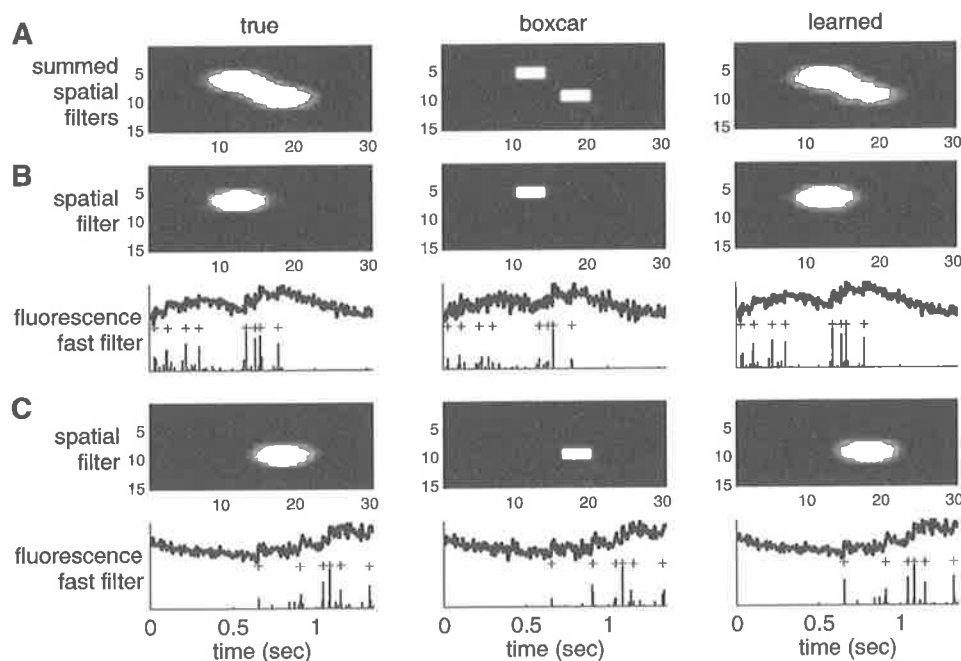 true boxcar learned
A
summed spatial filters
5 5 5
10 10 10
15 15 15
10 20 30 10 20 30 10 20 30
B
spatial filter
5 5 5
10 10 10
15 15 15
10 20 30 10 20 30 10 20 30
fluorescence
fast filter
C
spatial filter
5 5 5
10 10 10
15 15 15
10 20 30 10 20 30 10 20 30
fluorescence
fast filter
0 0.5 1 0 0.5 1 0 0.5 1
time (sec) time (sec) time (sec)